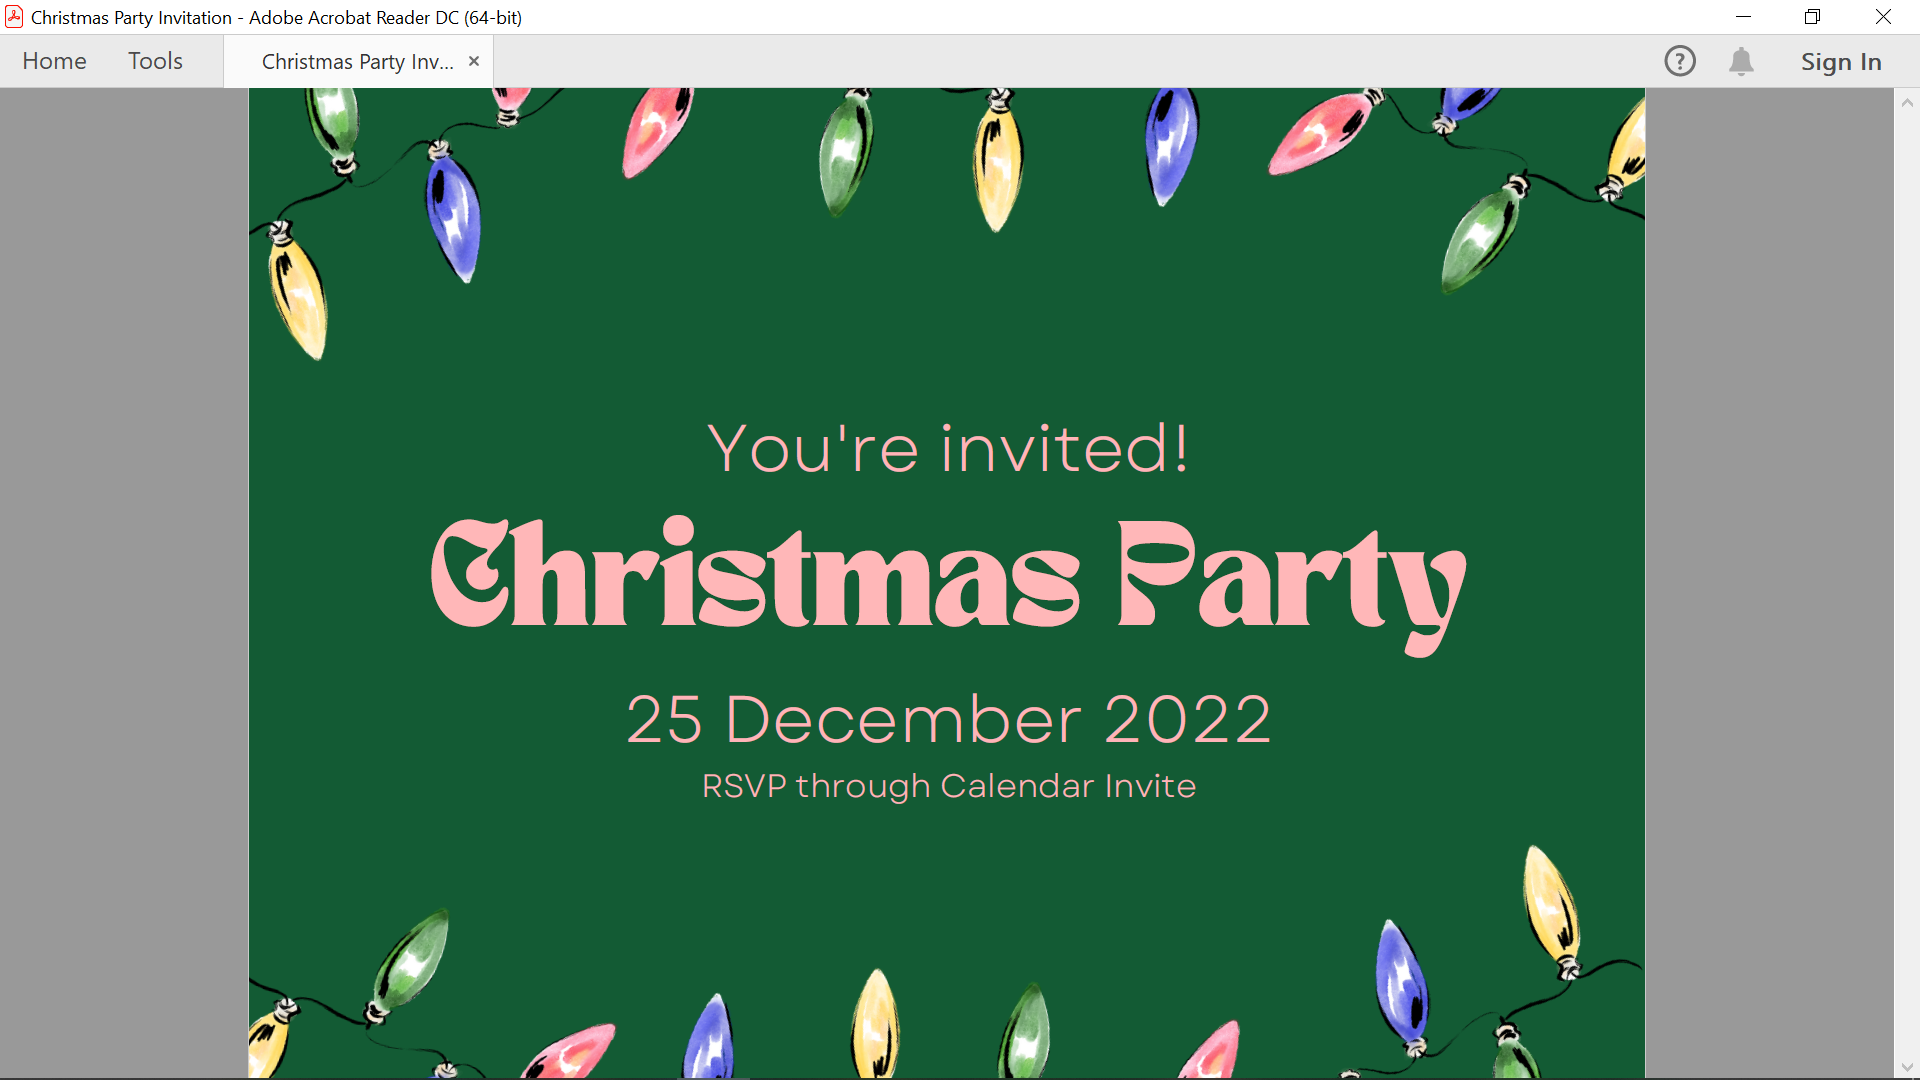 Christmas Party Invitation - Adobe Acrobat Reader DC (64-bit)
Home Tools Christmas Party Inv... × ? Sign In
You're invited!
Christmas Party
25 December 2022
RSVP through Calendar Invite